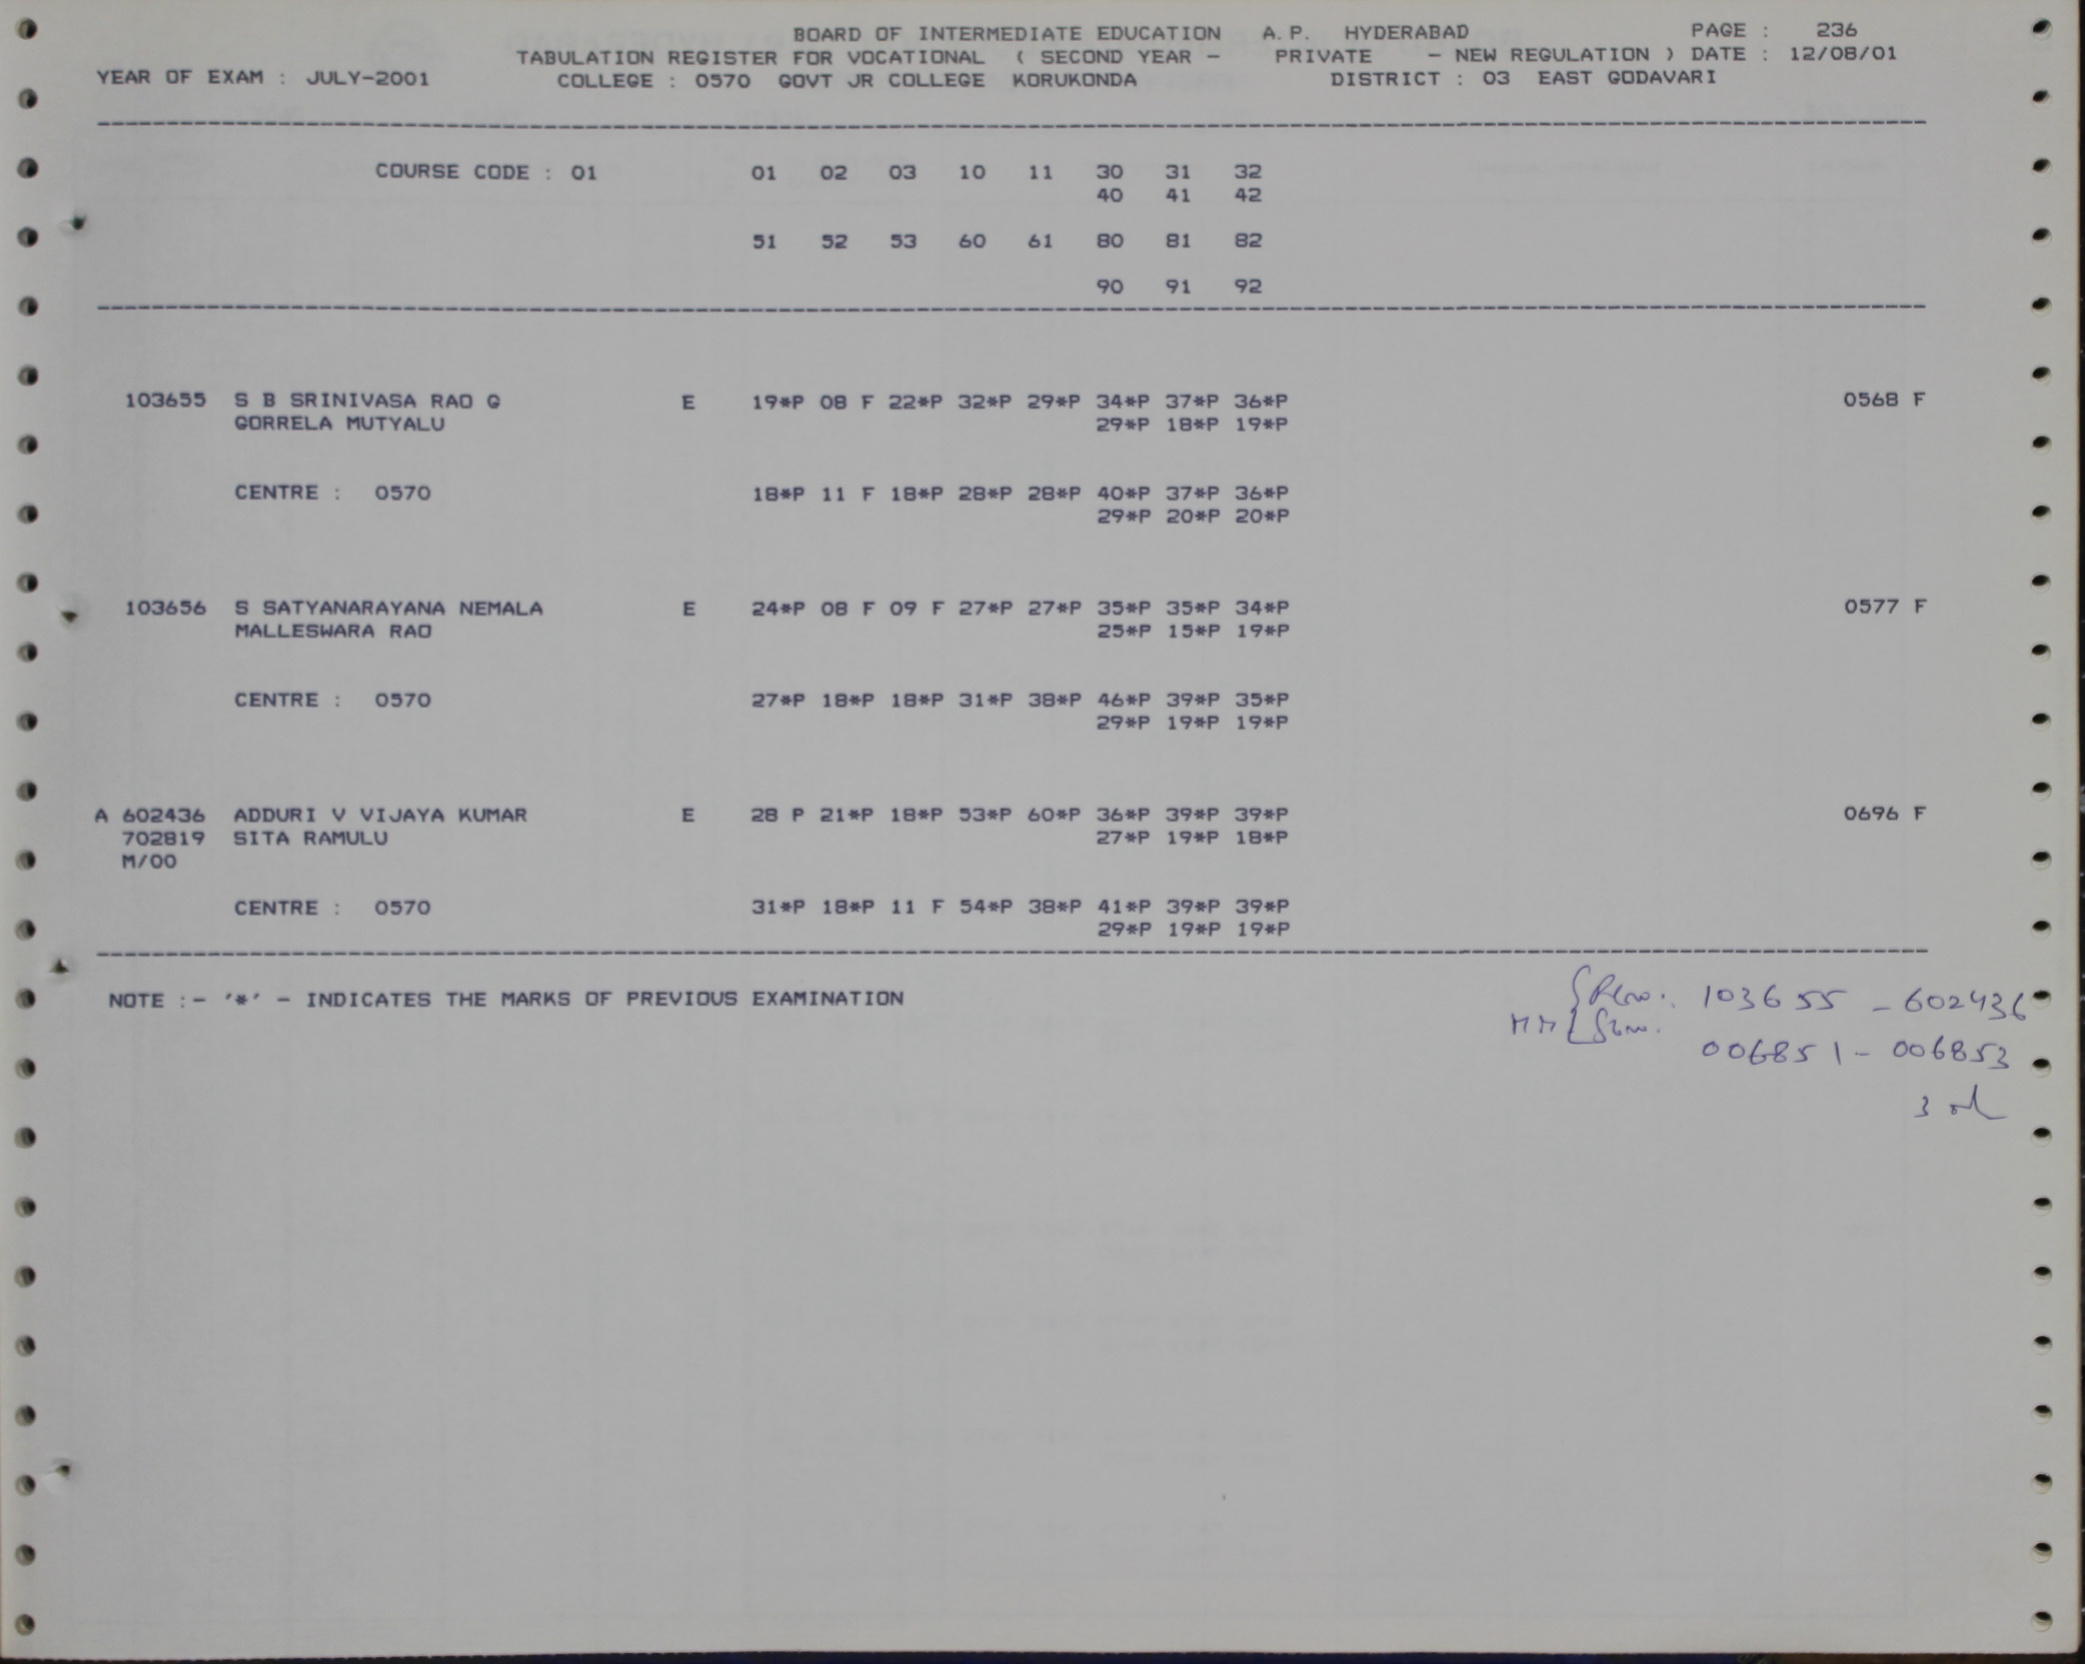 BOARD OF INTERMEDIATE EDUCATION A.P. HYDERABAD PAGE : 236
TABULATION REGISTER FOR VOCATIONAL ( SECOND YEAR - PRIVATE - NEW REGULATION ) DATE : 12/08/01
YEAR OF EXAM : JULY-2001 COLLEGE : 0570 GOVT JR COLLEGE KORUKONDA DISTRICT : 03 EAST GODAVARI
COURSE CODE : 01 01 02 03 10 11 30 31 32
40 41 42
51 52 53 60 61 80 81 82
90 91 92
103655 S B SRINIVASA RAO G E 19*P 08 F 22*P 32*P 29*P 34*P 37*P 36*P 0568 F
GORRELA MUTYALU 29*P 18*P 19*P
CENTRE : 0570 18*P 11 F 18*P 28*P 28*P 40*P 37*P 36*P
29*P 20*P 20*P
103656 S SATYANARAYANA NEMALA E 24*P 08 F 09 F 27*P 27*P 35*P 35*P 34*P 0577 F
MALLESWARA RAO 25*P 15*P 19*P
CENTRE : 0570 27*P 18*P 18*P 31*P 38*P 46*P 39*P 35*P
29*P 19*P 19*P
A 602436 ADDURI V VIJAYA KUMAR E 28 P 21*P 18*P 53*P 60*P 36*P 39*P 39*P 0696 F
702819 SITA RAMULU 27*P 19*P 18*P
M/00
CENTRE : 0570 31*P 18*P 11 F 54*P 38*P 41*P 39*P 39*P
29*P 19*P 19*P
NOTE :- '*' - INDICATES THE MARKS OF PREVIOUS EXAMINATION
103655 - 602436
006851 - 006853
3